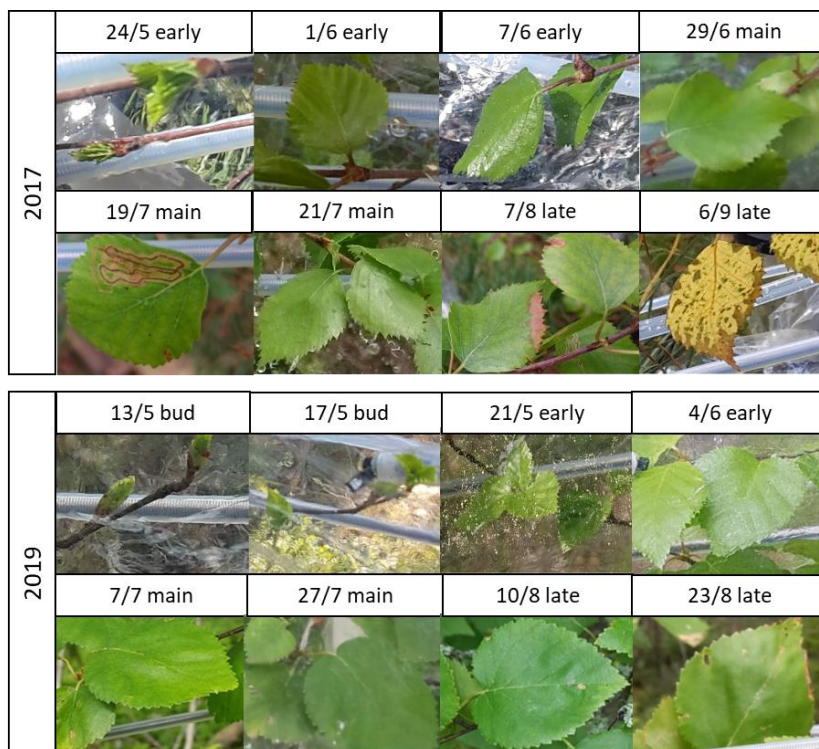 2017
24/5 early
1/6 early
7/6 early
29/6 main
19/7 main
21/7 main
7/8 late
6/9 late
2019
13/5 bud
17/5 bud
21/5 early
4/6 early
7/7 main
27/7 main
10/8 late
23/8 late